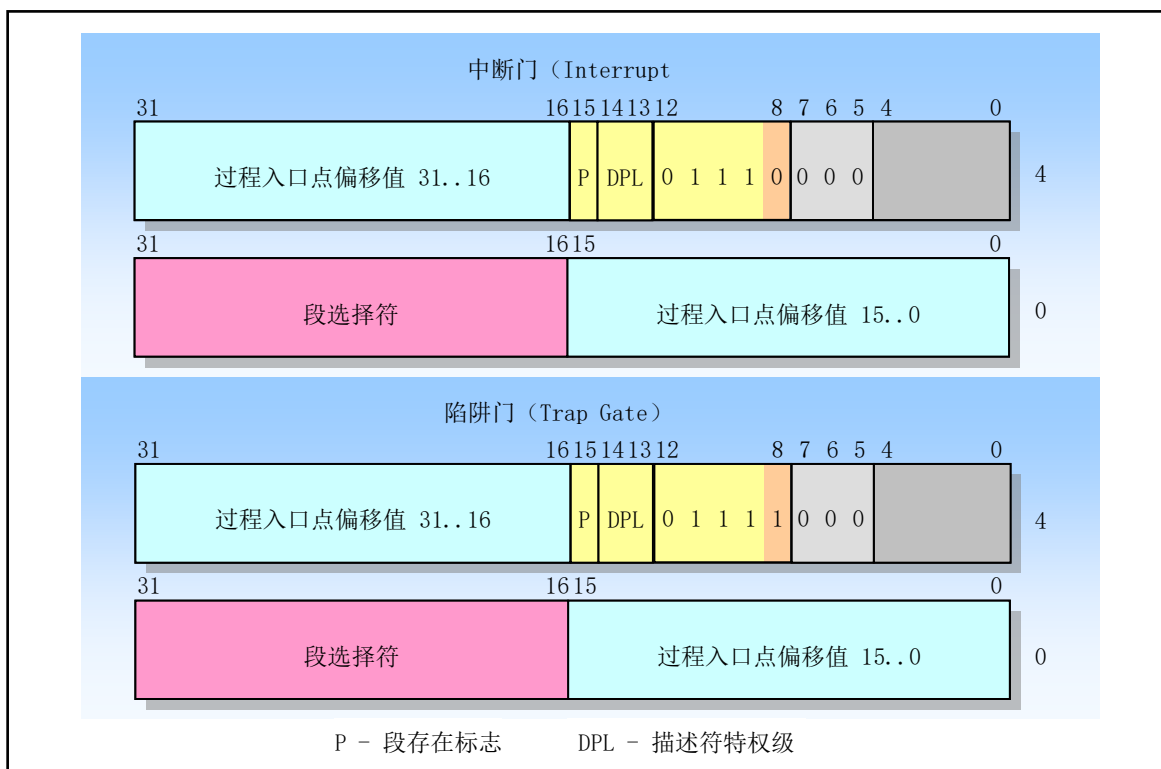 中断门（Interrupt
31 16 15 14 13 12 8 7 6 5 4 0
过程入口点偏移值 31..16 P DPL 0 1 1 1 0 0 0 0 4
31 16 15 0
段选择符 过程入口点偏移值 15..0 0
陷阱门（Trap Gate）
31 16 15 14 13 12 8 7 6 5 4 0
过程入口点偏移值 31..16 P DPL 0 1 1 1 1 0 0 0 4
31 16 15 0
段选择符 过程入口点偏移值 15..0 0
P - 段存在标志 DPL - 描述符特权级